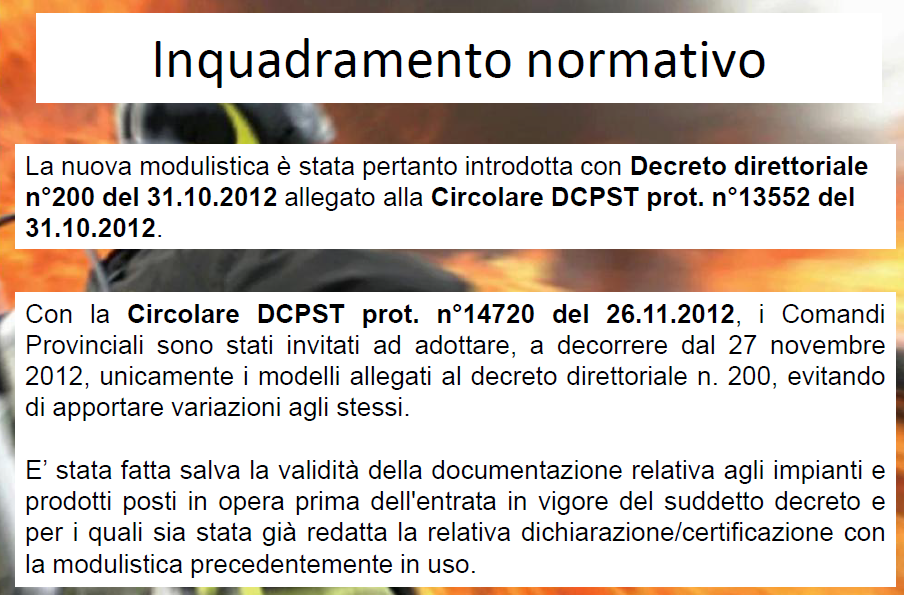 Inquadramento normativo
La nuova modulistica è stata pertanto introdotta con Decreto direttoriale
n°200 del 31.10.2012 allegato alla Circolare DCPST prot. n°13552 del
31.10.2012.
Con la Circolare DCPST prot. n°14720 del 26.11.2012, i Comandi
Provinciali sono stati invitati ad adottare, a decorrere dal 27 novembre
2012, unicamente i modelli allegati al decreto direttoriale n. 200, evitando
di apportare variazioni agli stessi.
E’ stata fatta salva la validità della documentazione relativa agli impianti e
prodotti posti in opera prima dell'entrata in vigore del suddetto decreto e
per i quali sia stata già redatta la relativa dichiarazione/certificazione con
la modulistica precedentemente in uso.